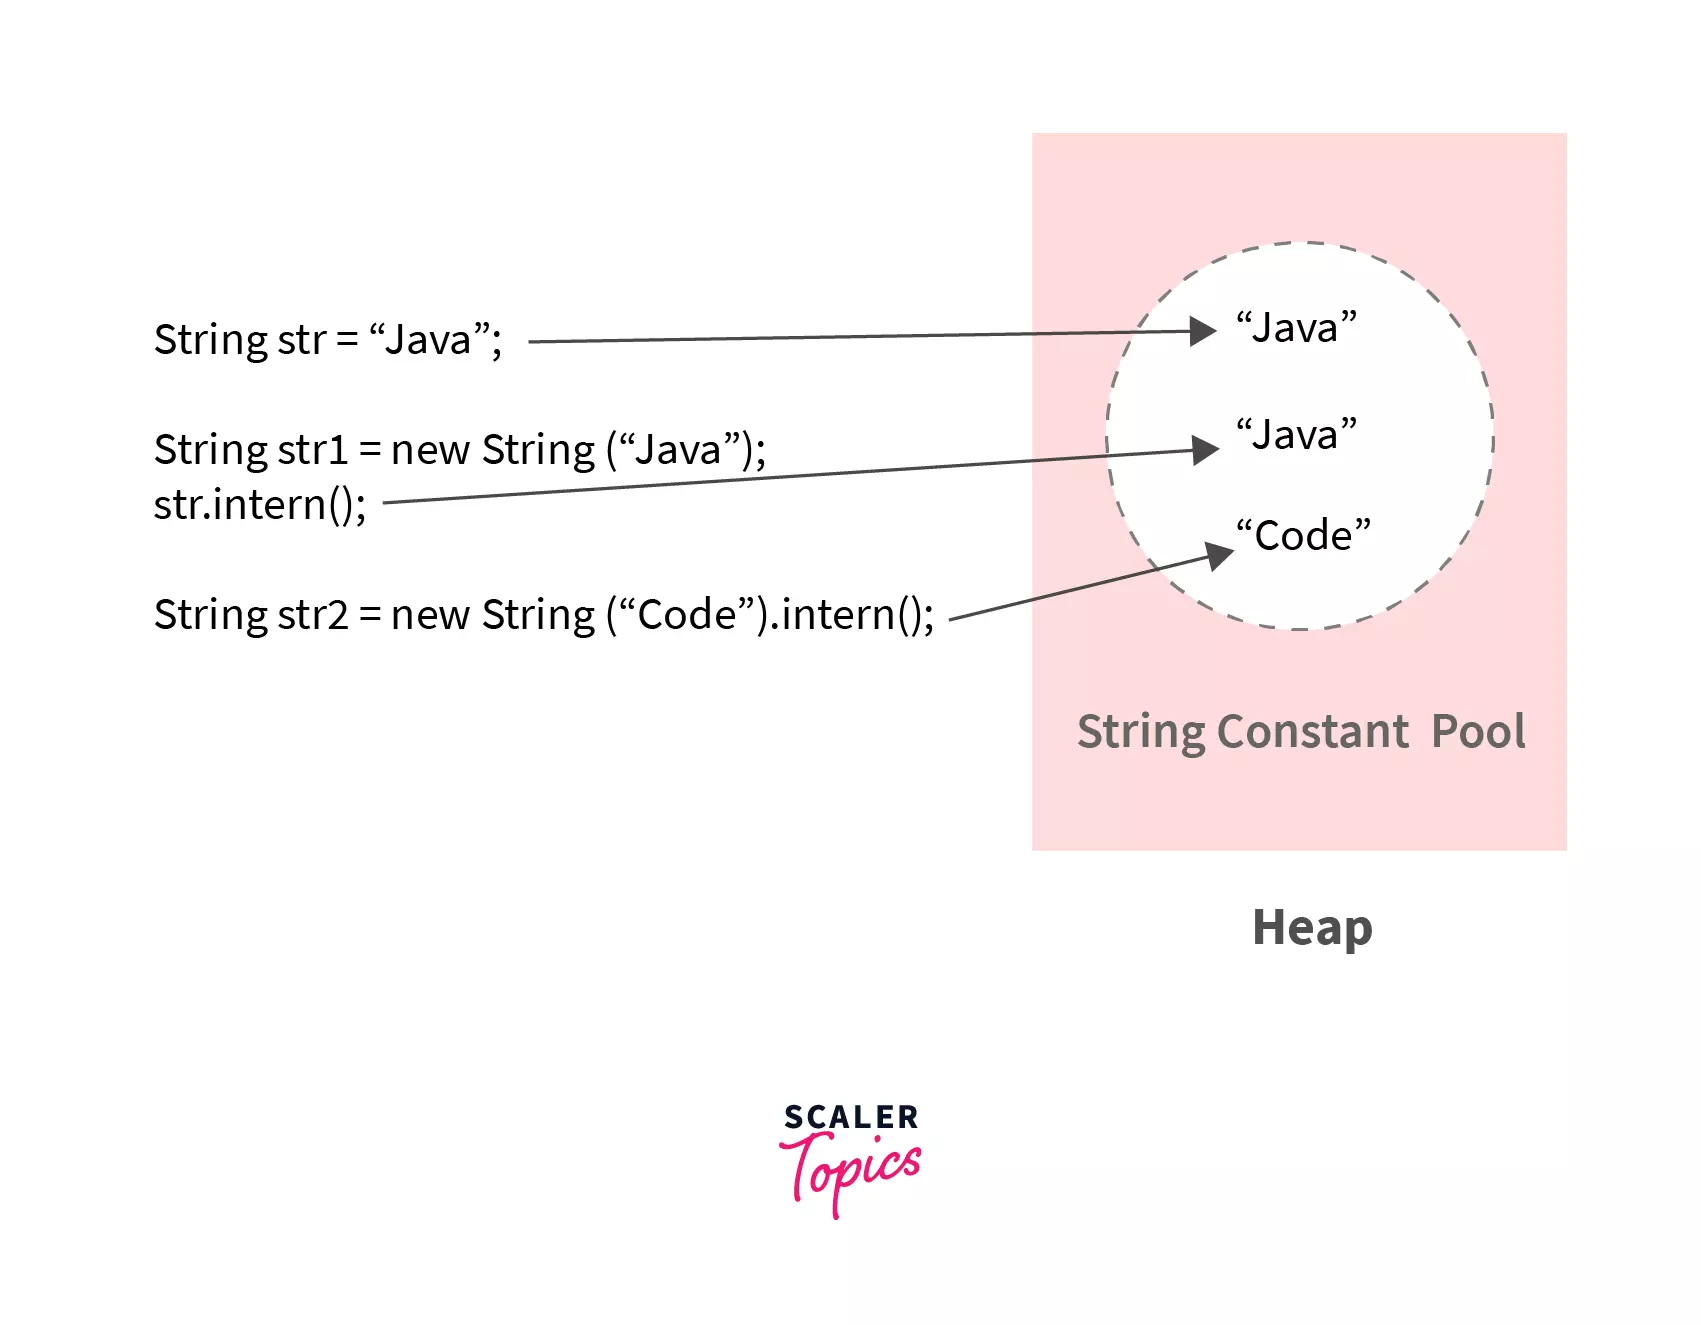 String str = “Java”;
String str1 = new String (“Java”);
str.intern();
String str2 = new String (“Code”).intern();
“Java”
“Java”
“Code”
String Constant Pool
Heap
SCALER
Topics